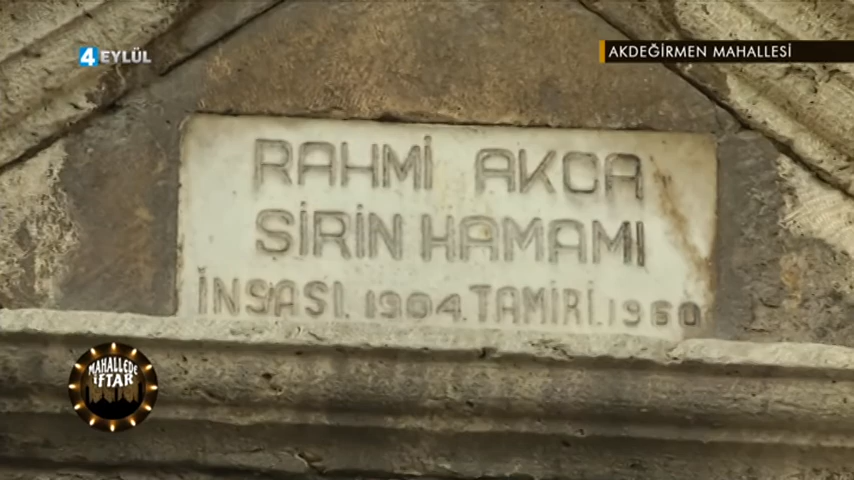 4 EYLÜL
AKDEĞİRMEN MAHALLESİ
RAHMİ AKCA
SİRİN HAMAMI
İNŞASI. 1904. TAMİRİ. 1960
MAHALLEDE
İFTAR